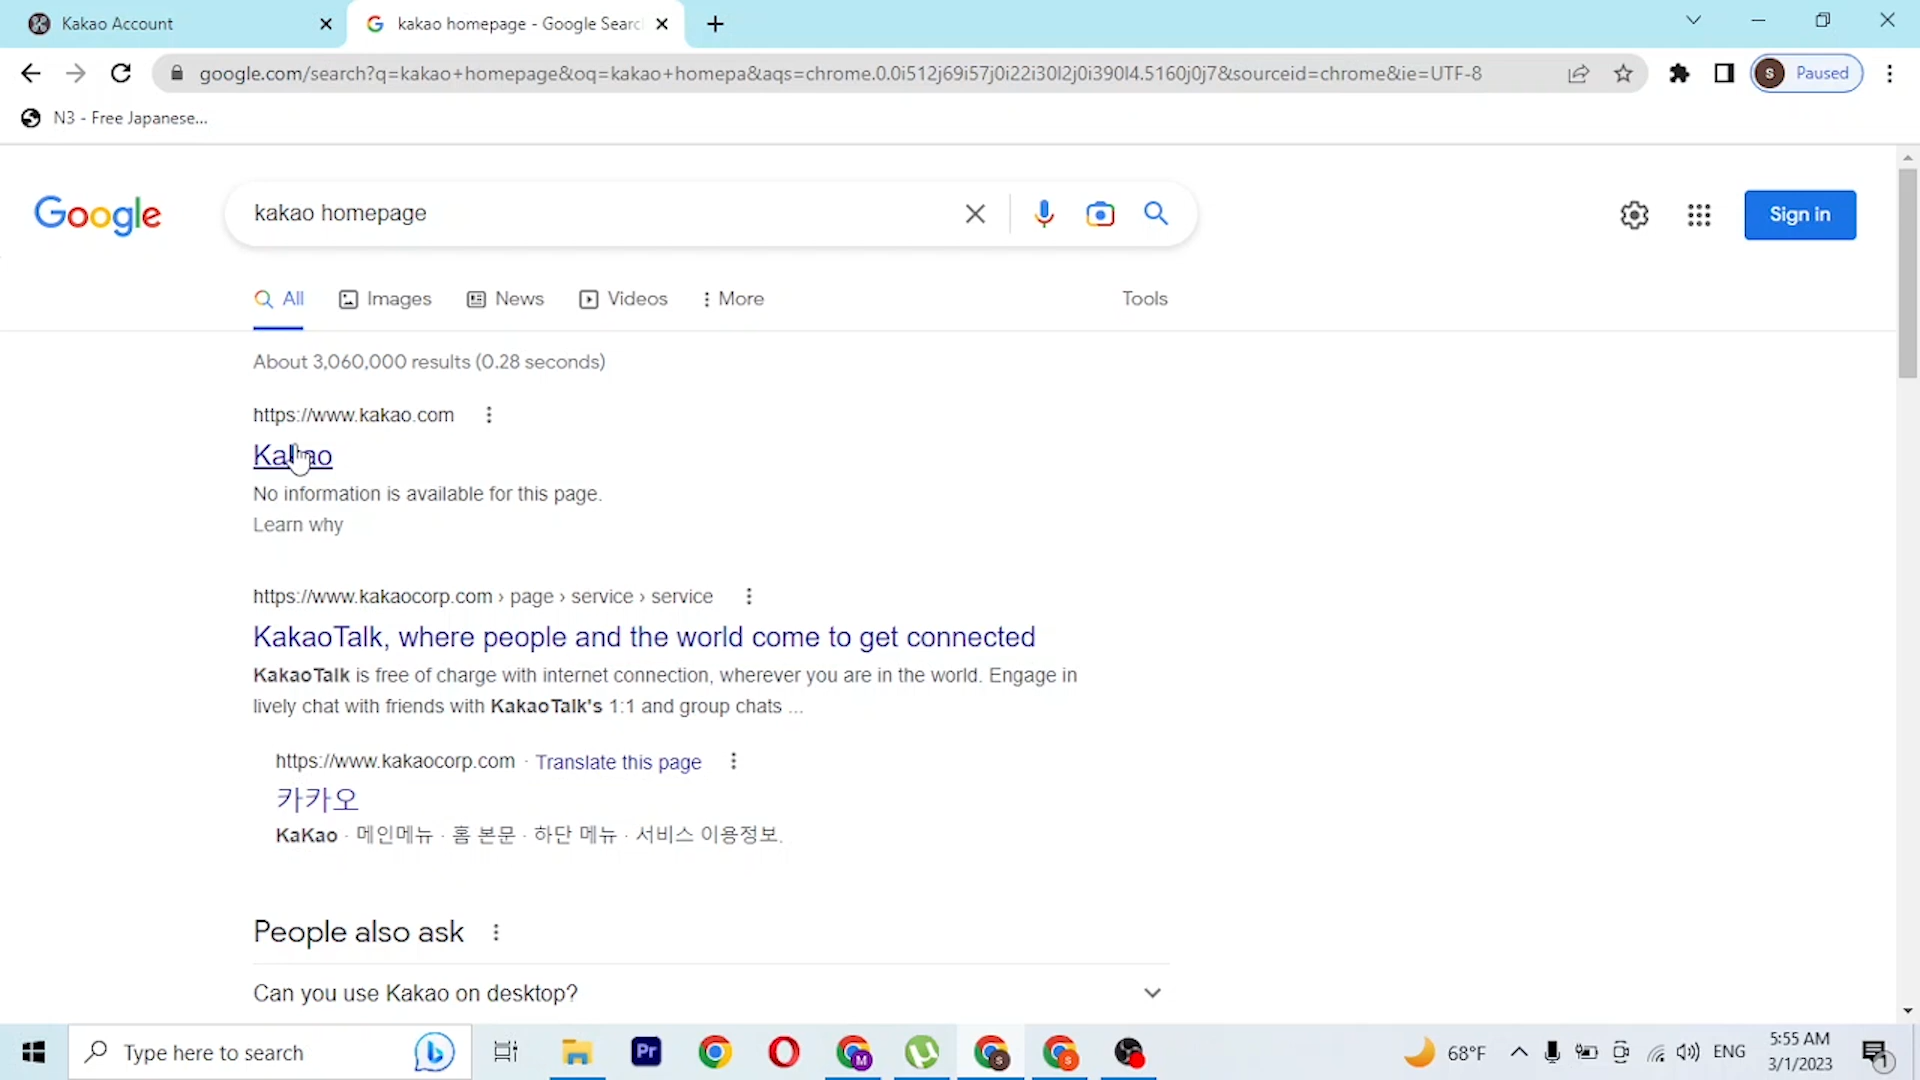 Kakao Account
kakao homepage - Google Searc
google.com/search?q=kakao+homepage&oq=kakao+homepa&aqs=chrome.0.0i512j69i57j0i22i30l2j0i390l4.5160j0j7&sourceid=chrome&ie=UTF-8
S
Paused
N3 - Free Japanese...
Google
kakao homepage
Sign in
All
Images
News
Videos
More
Tools
About 3,060,000 results (0.28 seconds)
https://www.kakao.com
Kakao
No information is available for this page.
Learn why
https://www.kakaocorp.com › page › service › service
KakaoTalk, where people and the world come to get connected
KakaoTalk is free of charge with internet connection, wherever you are in the world. Engage in
lively chat with friends with KakaoTalk's 1:1 and group chats ...
https://www.kakaocorp.com · Translate this page
카카오
KaKao · 메인메뉴 · 홈 본문 · 하단 메뉴 · 서비스 이용정보.
People also ask
Can you use Kakao on desktop?
Type here to search
Pr
M
S
S
68°F
ENG
5:55 AM
3/1/2023
1